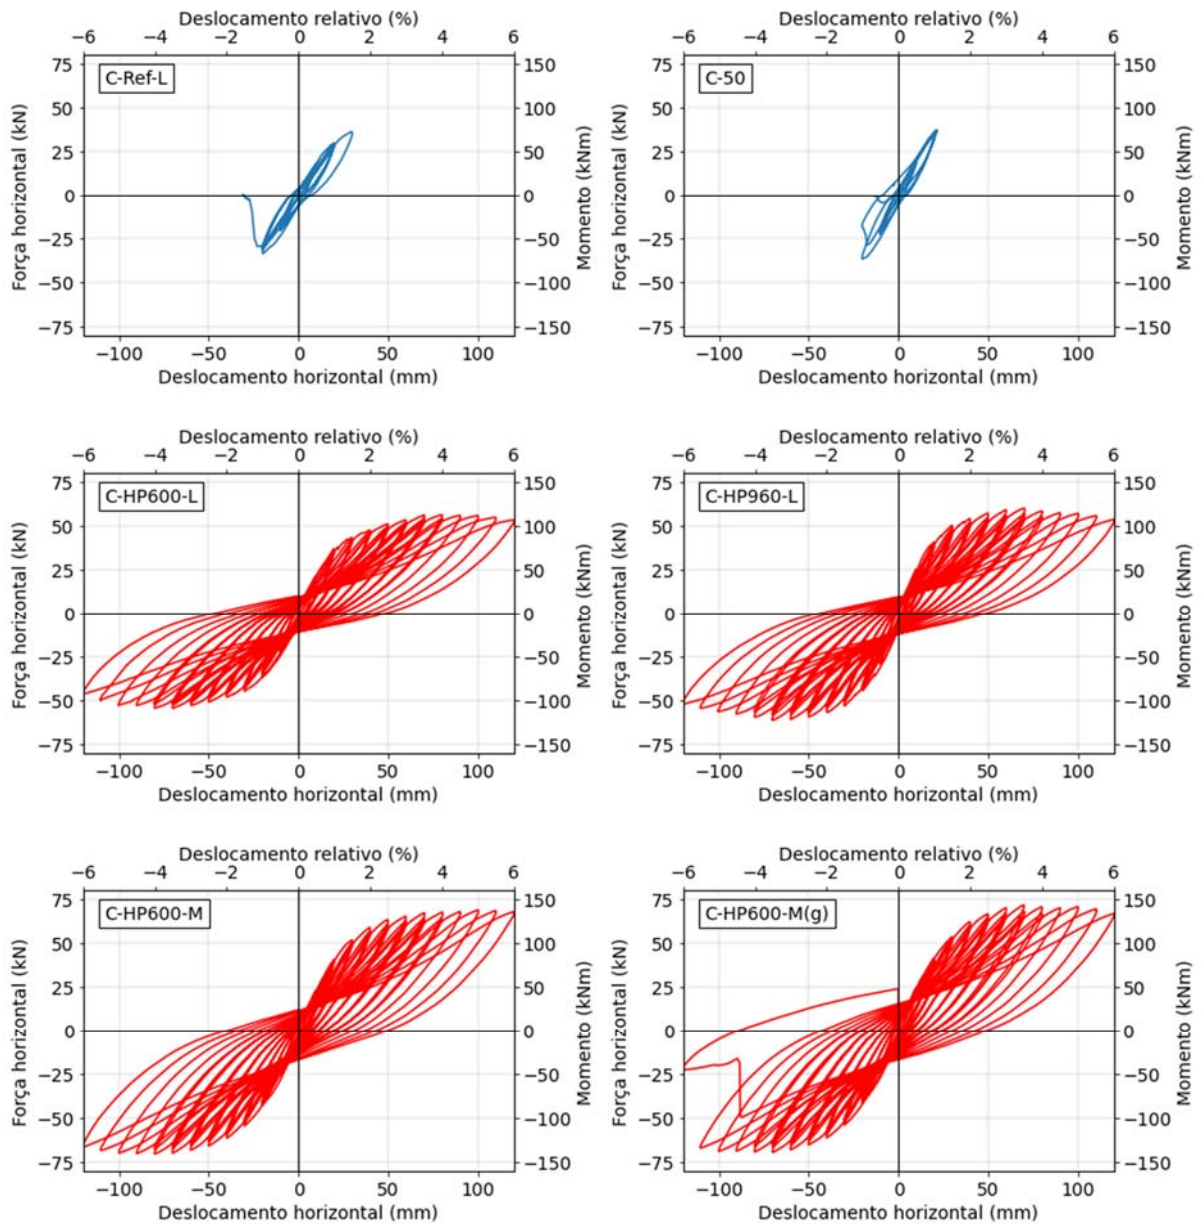 Deslocamento relativo (%)
−6 −4 −2 0 2 4 6
C-Ref-L
75 50 25 0 −25 −50 −75
Força horizontal (kN)
150 100 50 0 −50 −100 −150
Momento (kNm)
−100 −50 0 50 100
Deslocamento horizontal (mm)
Deslocamento relativo (%)
−6 −4 −2 0 2 4 6
C-50
75 50 25 0 −25 −50 −75
Força horizontal (kN)
150 100 50 0 −50 −100 −150
Momento (kNm)
−100 −50 0 50 100
Deslocamento horizontal (mm)
Deslocamento relativo (%)
−6 −4 −2 0 2 4 6
C-HP600-L
75 50 25 0 −25 −50 −75
Força horizontal (kN)
150 100 50 0 −50 −100 −150
Momento (kNm)
−100 −50 0 50 100
Deslocamento horizontal (mm)
Deslocamento relativo (%)
−6 −4 −2 0 2 4 6
C-HP960-L
75 50 25 0 −25 −50 −75
Força horizontal (kN)
150 100 50 0 −50 −100 −150
Momento (kNm)
−100 −50 0 50 100
Deslocamento horizontal (mm)
Deslocamento relativo (%)
−6 −4 −2 0 2 4 6
C-HP600-M
75 50 25 0 −25 −50 −75
Força horizontal (kN)
150 100 50 0 −50 −100 −150
Momento (kNm)
−100 −50 0 50 100
Deslocamento horizontal (mm)
Deslocamento relativo (%)
−6 −4 −2 0 2 4 6
C-HP600-M(g)
75 50 25 0 −25 −50 −75
Força horizontal (kN)
150 100 50 0 −50 −100 −150
Momento (kNm)
−100 −50 0 50 100
Deslocamento horizontal (mm)